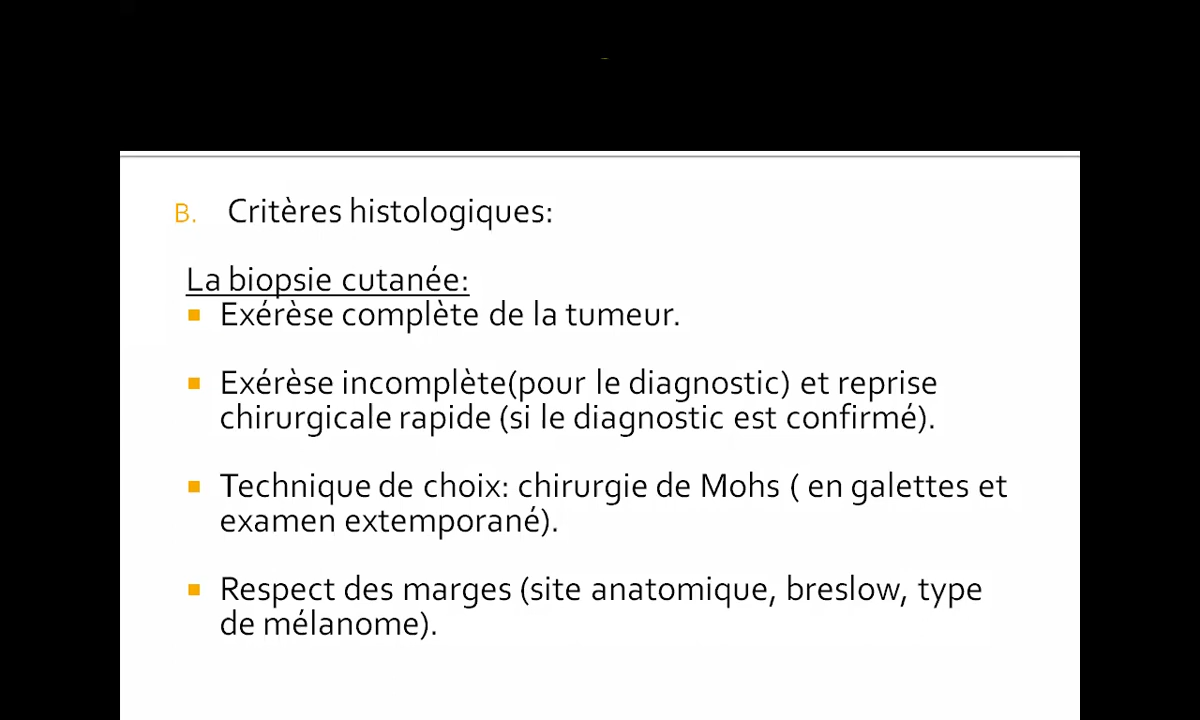 B. Critères histologiques:
La biopsie cutanée:
Exérèse complète de la tumeur.
Exérèse incomplète(pour le diagnostic) et reprise
chirurgicale rapide (si le diagnostic est confirmé).
Technique de choix: chirurgie de Mohs ( en galettes et
examen extemporané).
Respect des marges (site anatomique, breslow, type
de mélanome).